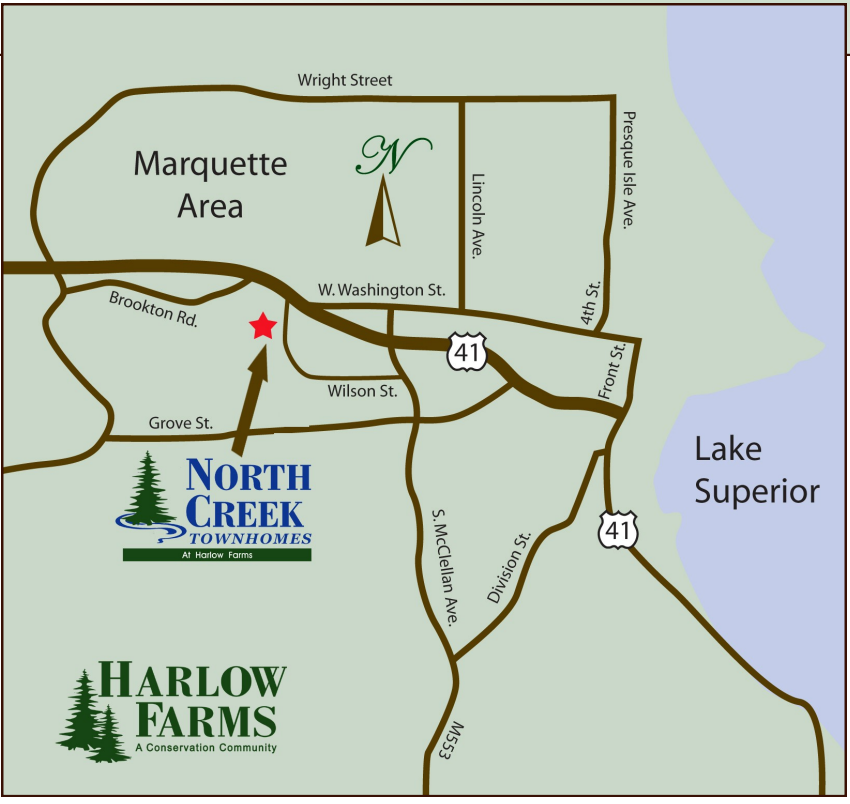 Wright Street
Marquette
Area
N
Lincoln Ave.
Presque Isle Ave.
W. Washington St.
4th St.
Brookton Rd.
41
Front St.
Wilson St.
Grove St.
Lake
Superior
NORTH
CREEK
TOWNHOMES
At Harlow Farms
41
S. McClellan Ave.
Division St.
HARLOW
FARMS
A Conservation Community
M553